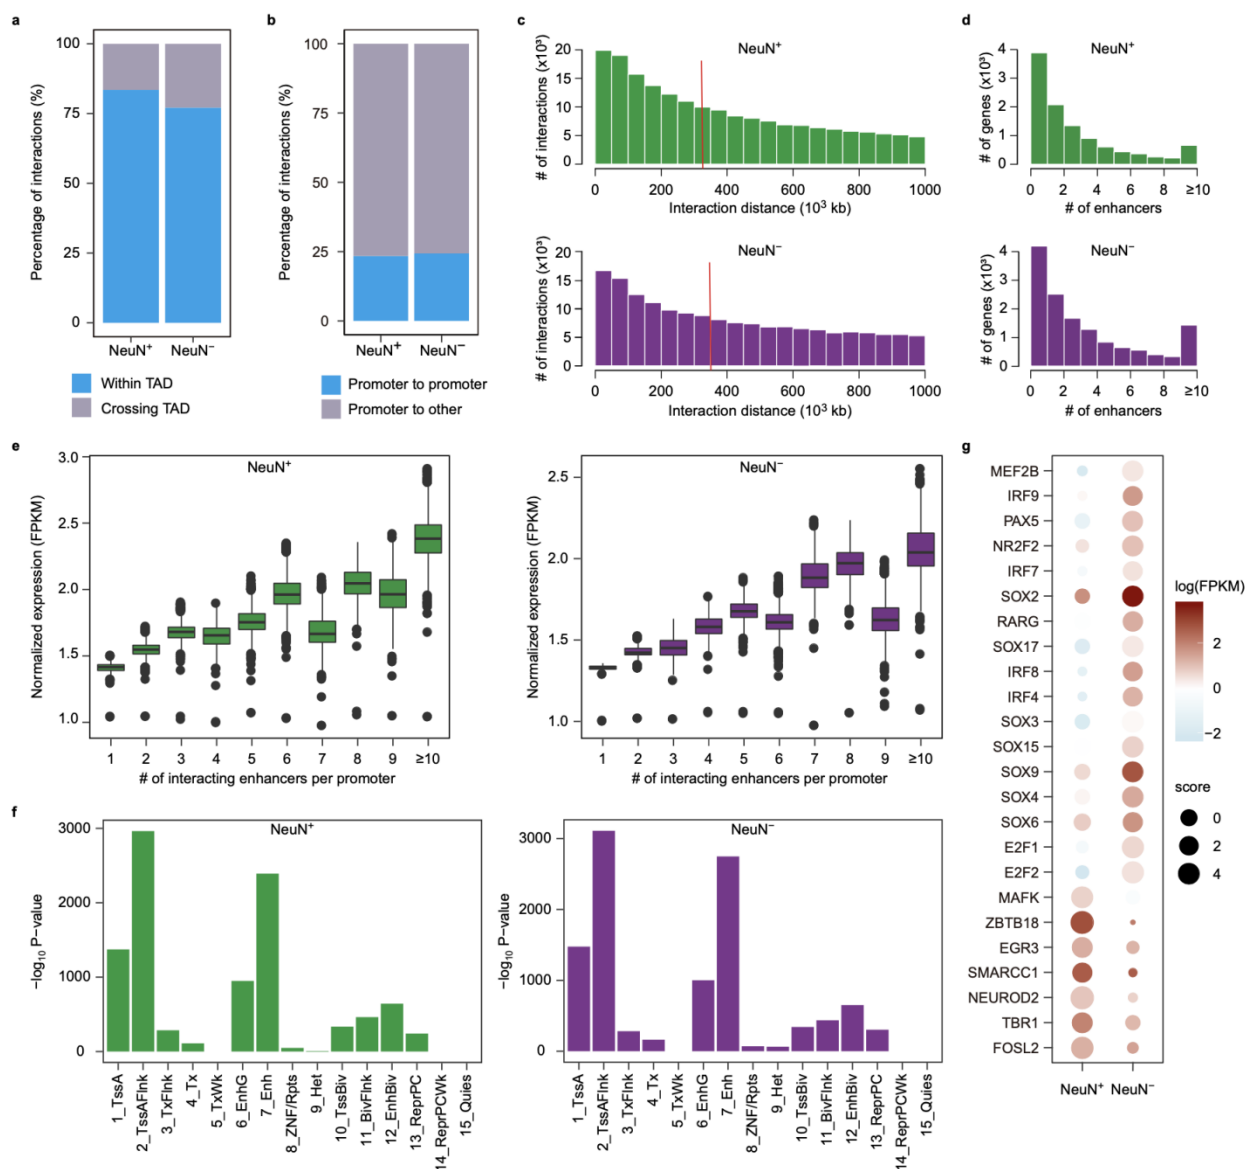 a
Percentage of interactions (%)
100
75
50
25
0
NeuN⁺ NeuN⁻
Within TAD
Crossing TAD
b
Percentage of interactions (%)
100
75
50
25
0
NeuN⁺ NeuN⁻
Promoter to promoter
Promoter to other
c
NeuN⁺
# of interactions (x10³)
20
15
10
5
0
0 200 400 600 800 1000
Interaction distance (10³ kb)
NeuN⁻
# of interactions (x10³)
20
15
10
5
0
0 200 400 600 800 1000
Interaction distance (10³ kb)
d
NeuN⁺
# of genes (x10³)
4
3
2
1
0
0 2 4 6 8 ≥10
# of enhancers
NeuN⁻
# of genes (x10³)
4
3
2
1
0
0 2 4 6 8 ≥10
# of enhancers
e
NeuN⁺
Normalized expression (FPKM)
3.0
2.5
2.0
1.5
1.0
1 2 3 4 5 6 7 8 9 ≥10
# of interacting enhancers per promoter
NeuN⁻
Normalized expression (FPKM)
2.5
2.0
1.5
1.0
1 2 3 4 5 6 7 8 9 ≥10
# of interacting enhancers per promoter
f
NeuN⁺
−log₁₀ P−value
3000
2000
1000
0
1_TssA
2_TssAFlnk
3_TxFlnk
4_Tx
5_TxWk
6_EnhG
7_Enh
8_ZNF/Rpts
9_Het
10_TssBiv
11_BivFlnk
12_EnhBiv
13_ReprPC
14_ReprPCWk
15_Quies
NeuN⁻
−log₁₀ P−value
3000
2000
1000
0
1_TssA
2_TssAFlnk
3_TxFlnk
4_Tx
5_TxWk
6_EnhG
7_Enh
8_ZNF/Rpts
9_Het
10_TssBiv
11_BivFlnk
12_EnhBiv
13_ReprPC
14_ReprPCWk
15_Quies
g
MEF2B
IRF9
PAX5
NR2F2
IRF7
SOX2
RARG
SOX17
IRF8
IRF4
SOX3
SOX15
SOX9
SOX4
SOX6
E2F1
E2F2
MAFK
ZBTB18
EGR3
SMARCC1
NEUROD2
TBR1
FOSL2
NeuN⁺ NeuN⁻
log(FPKM)
2
0
−2
score
0
2
4